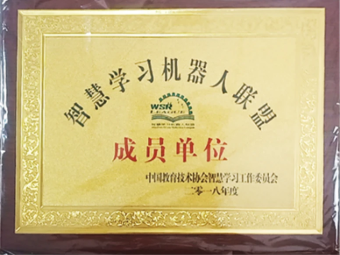 智慧学习机器人联盟
WSR
成员单位
中国教育技术协会智慧学习工作委员会
二零一八年度